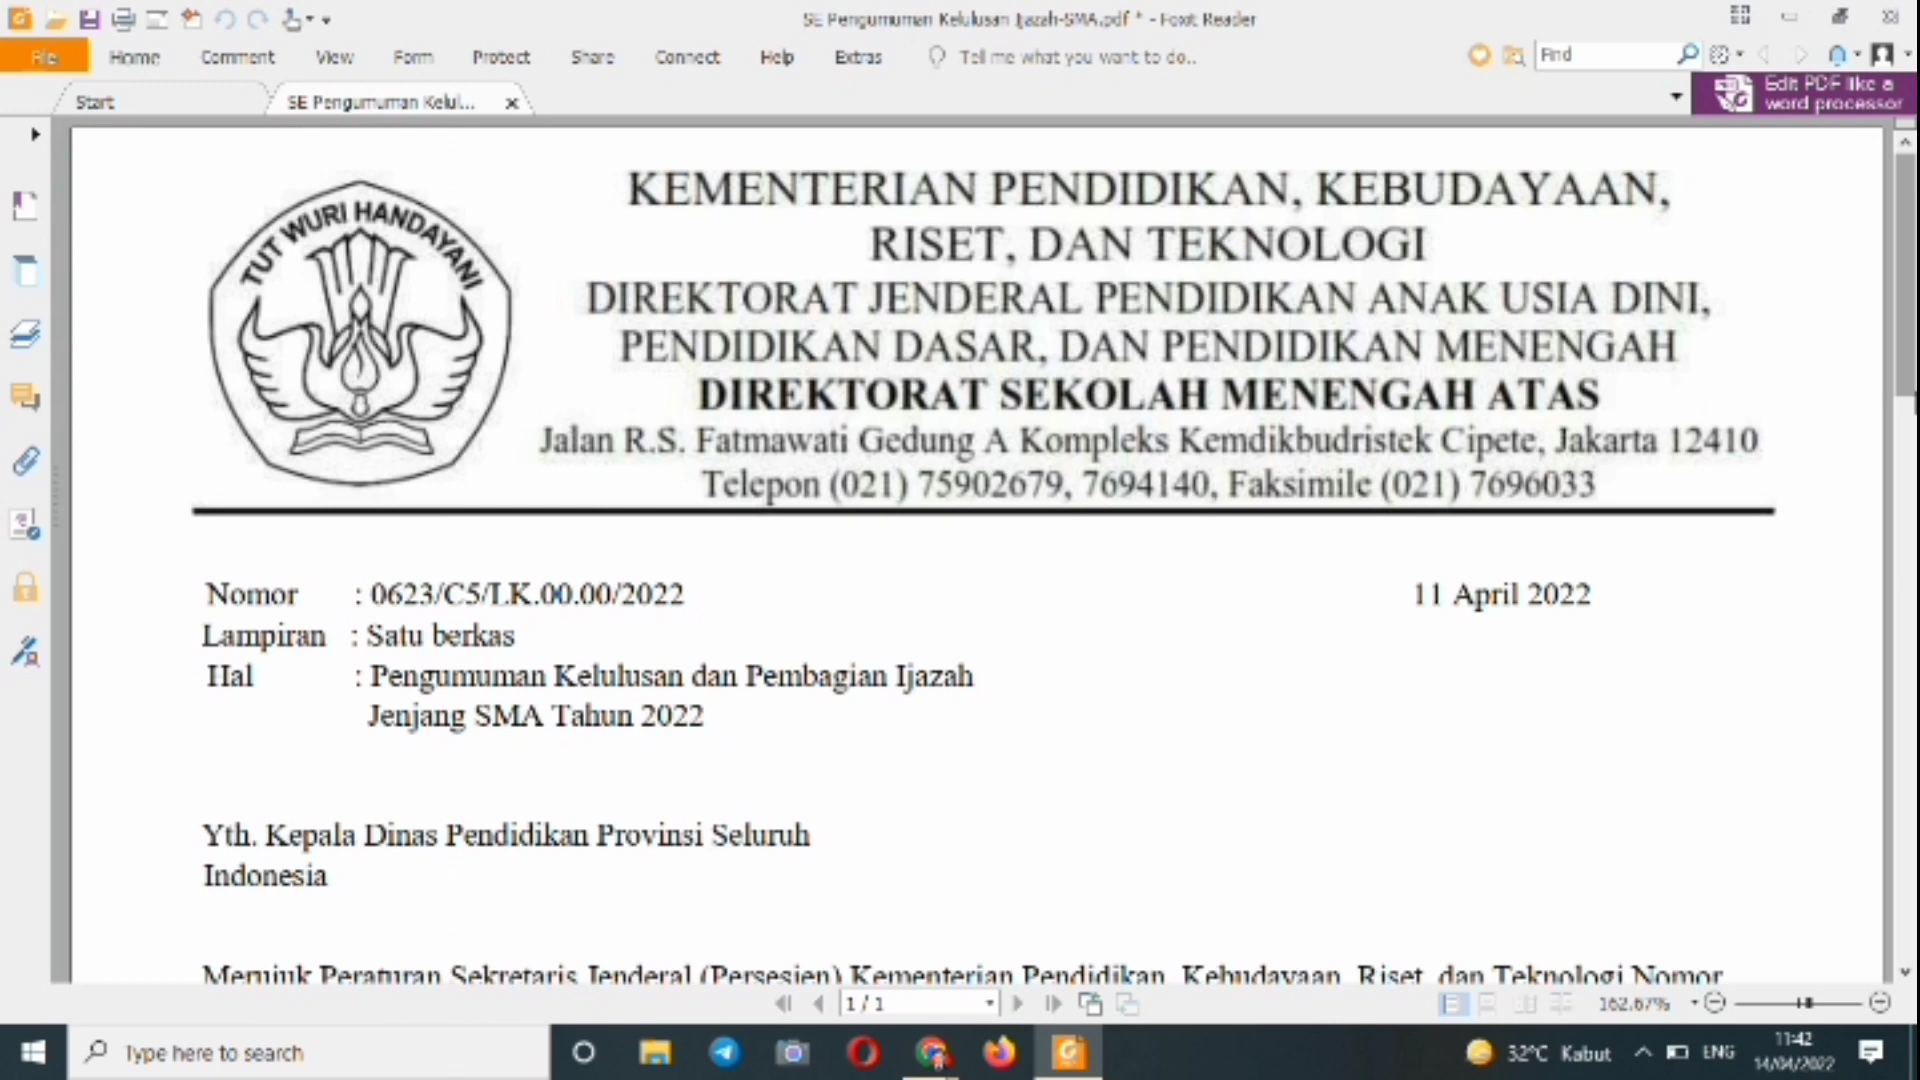 SE Pengumuman Kelulusan Ijazah-SMA.pdf * - Foxit Reader
File Home Comment View Form Protect Share Connect Help Extras Tell me what you want to do.. Find
Start SE Pengumuman Kelul... Edit PDF like a
word processor
TUT WURI HANDAYANI
KEMENTERIAN PENDIDIKAN, KEBUDAYAAN,
RISET, DAN TEKNOLOGI
DIREKTORAT JENDERAL PENDIDIKAN ANAK USIA DINI,
PENDIDIKAN DASAR, DAN PENDIDIKAN MENENGAH
DIREKTORAT SEKOLAH MENENGAH ATAS
Jalan R.S. Fatmawati Gedung A Kompleks Kemdikbudristek Cipete, Jakarta 12410
Telepon (021) 75902679, 7694140, Faksimile (021) 7696033
Nomor : 0623/C5/LK.00.00/2022 11 April 2022
Lampiran : Satu berkas
Hal : Pengumuman Kelulusan dan Pembagian Ijazah
Jenjang SMA Tahun 2022
Yth. Kepala Dinas Pendidikan Provinsi Seluruh
Indonesia
Merujuk Peraturan Sekretaris Jenderal (Persesjen) Kementerian Pendidikan, Kebudayaan, Riset, dan Teknologi Nomor
1 / 1 162.67%
Type here to search 32°C Kabut ENG 11:42
14/04/2022